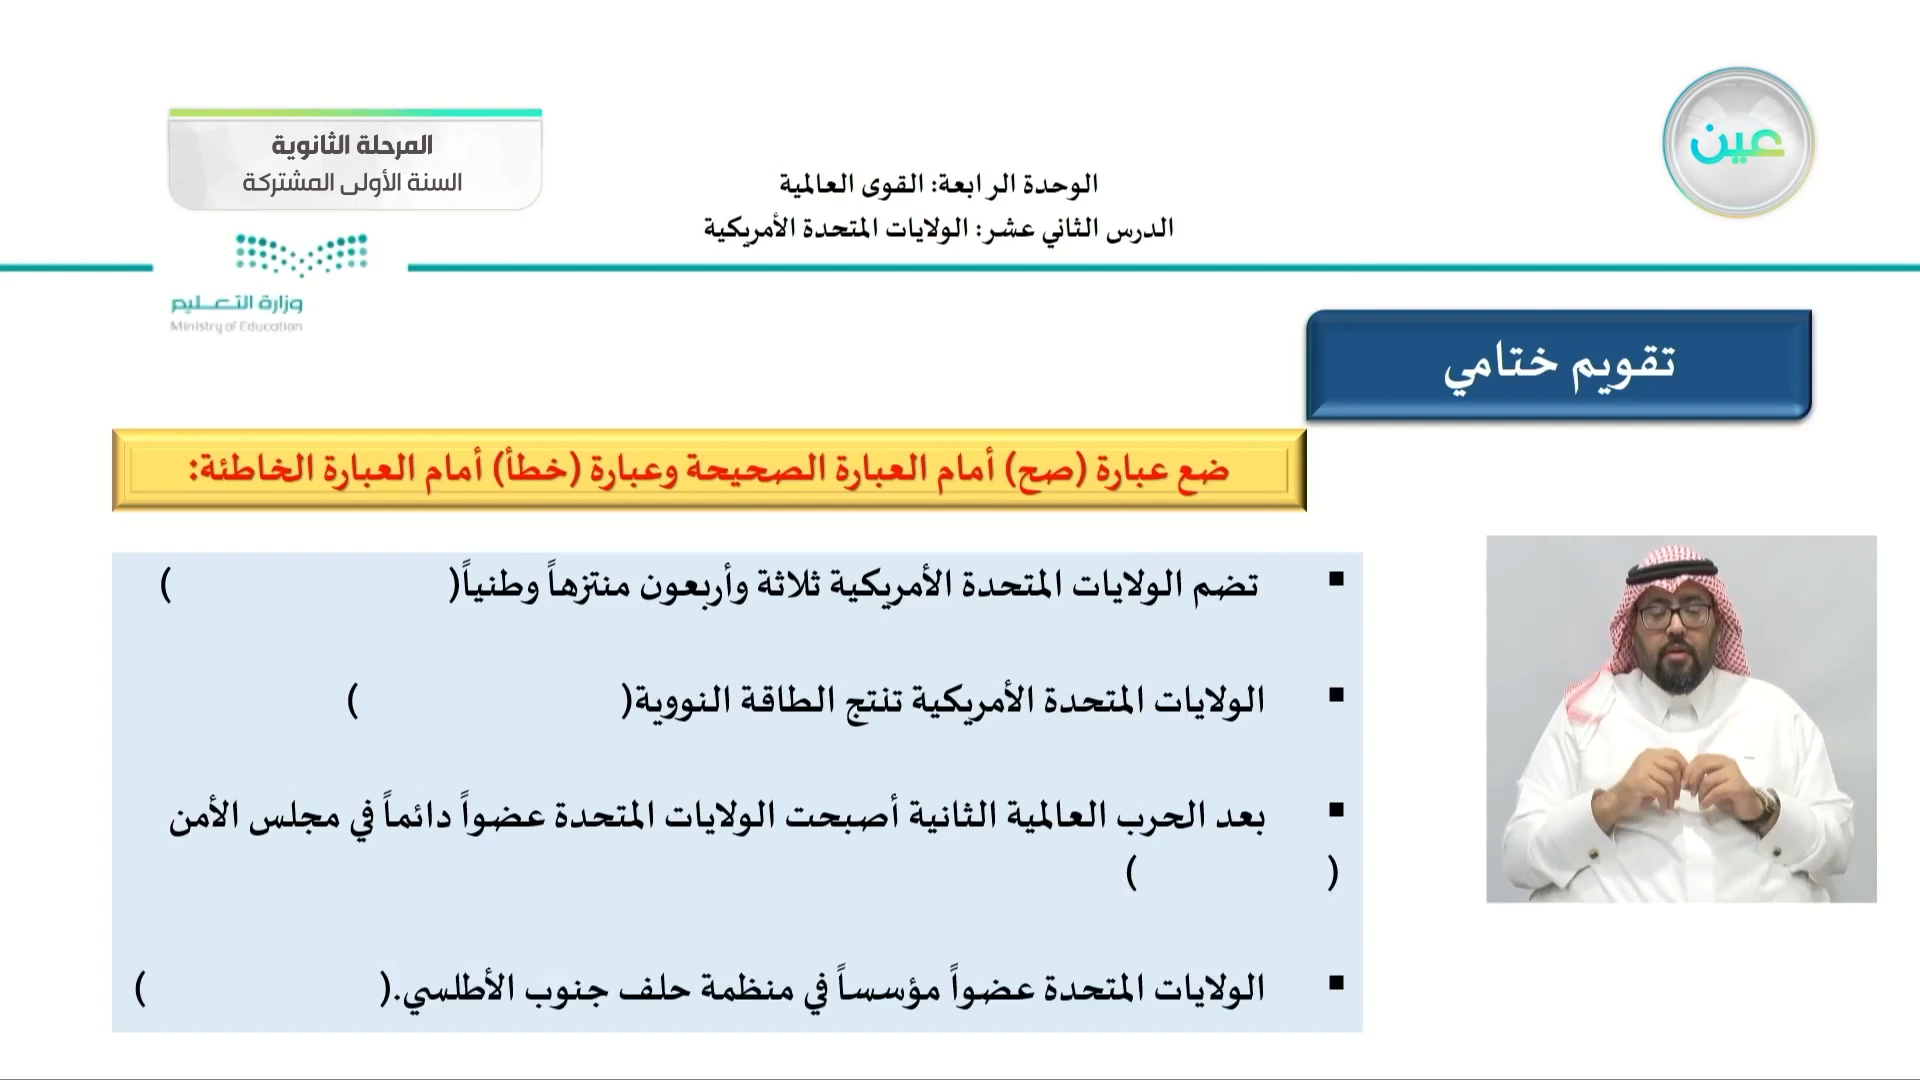 عين
المرحلة الثانوية
السنة الأولى المشتركة
الوحدة الرابعة: القوى العالمية
الدرس الثاني عشر: الولايات المتحدة الأمريكية
وزارة التعليم
Ministry of Education
تقويم ختامي
ضع عبارة (صح) أمام العبارة الصحيحة وعبارة (خطأ) أمام العبارة الخاطئة:
▪ تضم الولايات المتحدة الأمريكية ثلاثة وأربعون منتزهاً وطنياً( )
▪ الولايات المتحدة الأمريكية تنتج الطاقة النووية( )
▪ بعد الحرب العالمية الثانية أصبحت الولايات المتحدة عضواً دائماً في مجلس الأمن
( )
▪ الولايات المتحدة عضواً مؤسساً في منظمة حلف جنوب الأطلسي.( )